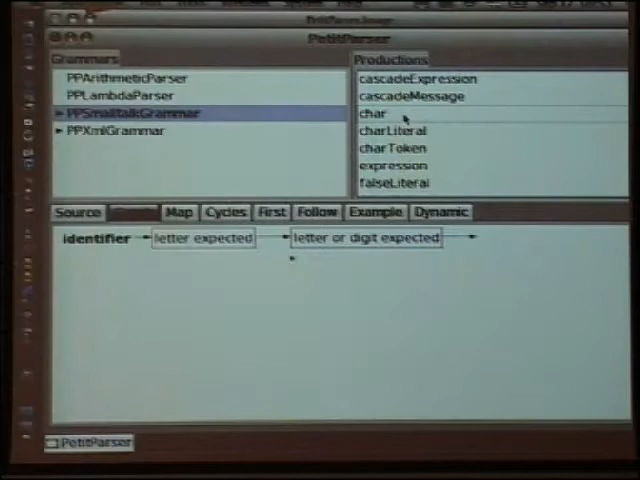 PetitParser
Grammars
Productions
PPArithmeticParser
PPLambdaParser
PPSmalltalkGrammar
PPXmlGrammar
cascadeExpression
cascadeMessage
char
charLiteral
charToken
expression
falseLiteral
Source Map Cycles First Follow Example Dynamic
identifier letter expected letter or digit expected
PetitParser